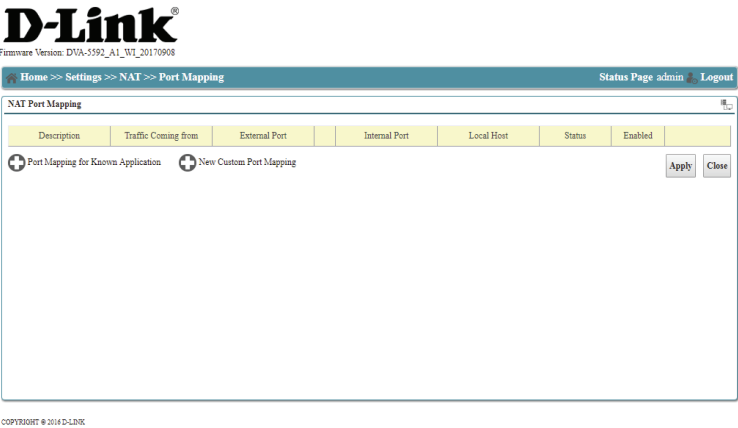 D-Link®
Firmware Version: DVA-5592_A1_WI_20170908
Home >> Settings >> NAT >> Port Mapping Status Page admin Logout
NAT Port Mapping
Description Traffic Coming from External Port Internal Port Local Host Status Enabled
Port Mapping for Known Application New Custom Port Mapping Apply Close
COPYRIGHT © 2016 D-LINK